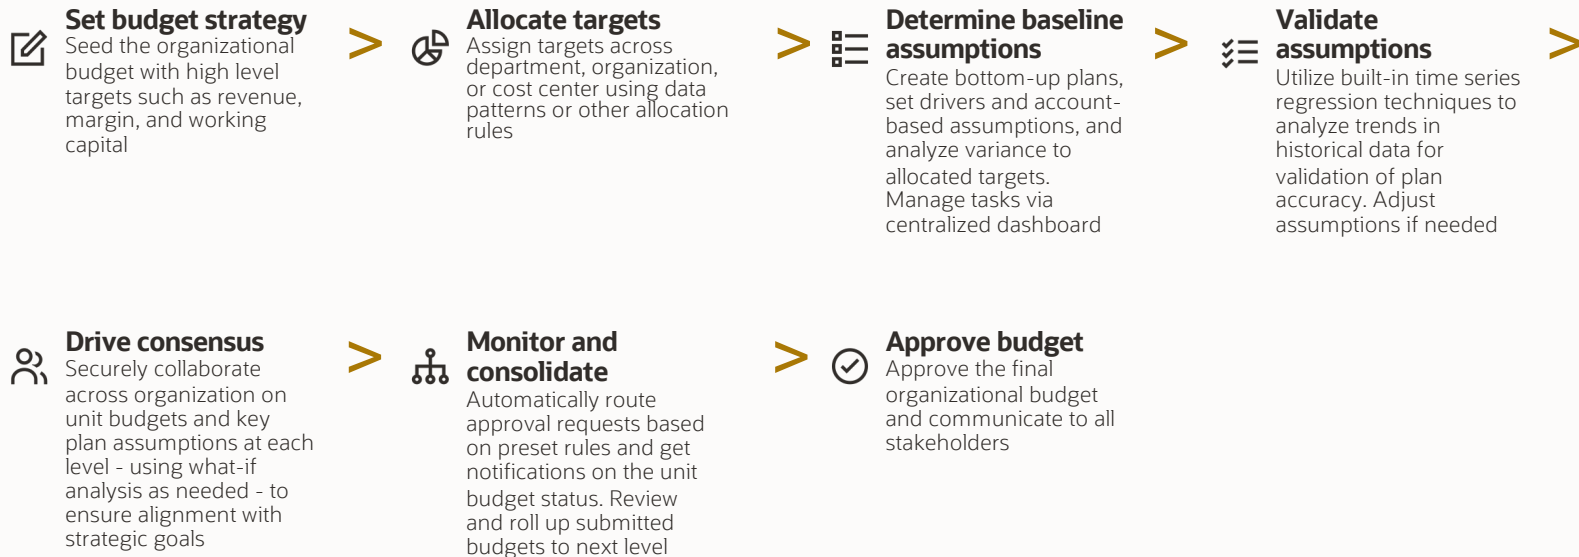 Set budget strategy
Seed the organizational
budget with high level
targets such as revenue,
margin, and working
capital
>
Allocate targets
Assign targets across
department, organization,
or cost center using data
patterns or other allocation
rules
>
Determine baseline
assumptions
Create bottom-up plans,
set drivers and account-
based assumptions, and
analyze variance to
allocated targets.
Manage tasks via
centralized dashboard
>
Validate
assumptions
Utilize built-in time series
regression techniques to
analyze trends in
historical data for
validation of plan
accuracy. Adjust
assumptions if needed
>
Drive consensus
Securely collaborate
across organization on
unit budgets and key
plan assumptions at each
level - using what-if
analysis as needed - to
ensure alignment with
strategic goals
>
Monitor and
consolidate
Automatically route
approval requests based
on preset rules and get
notifications on the unit
budget status. Review
and roll up submitted
budgets to next level
>
Approve budget
Approve the final
organizational budget
and communicate to all
stakeholders